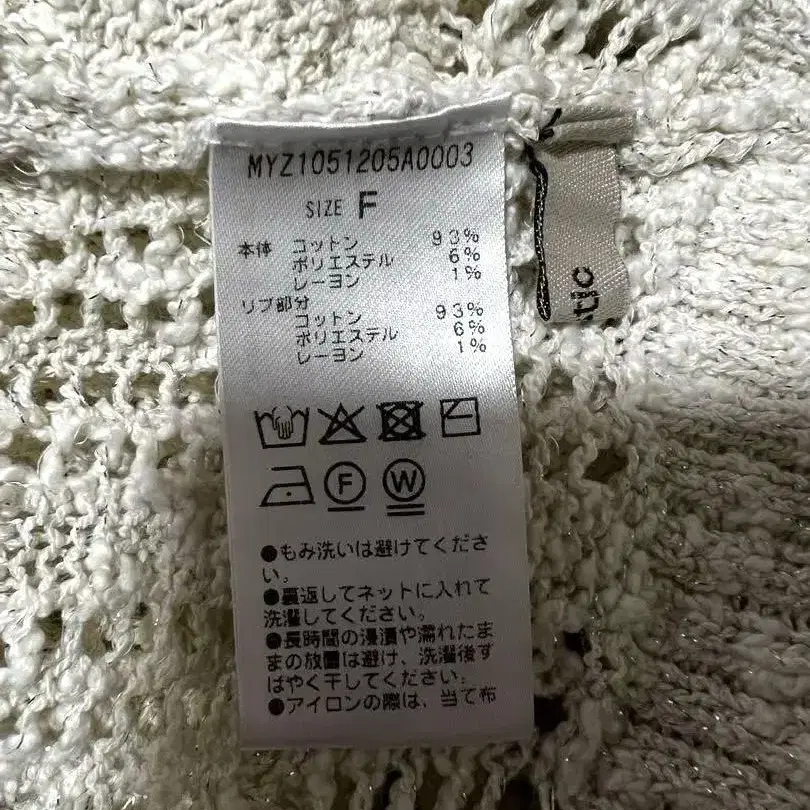 MYZ1051205A0003
SIZE F
本体 コットン 93%
ポリエステル 6%
レーヨン 1%
リブ部分
コットン 93%
ポリエステル 6%
レーヨン 1%
F W
●もみ洗いは避けてくださ
い。
●裏返してネットに入れて
洗濯してください。
●長時間の浸漬や濡れたま
まの放置は避け、洗濯後す
ばやく干してください。
●アイロンの際は、当て布